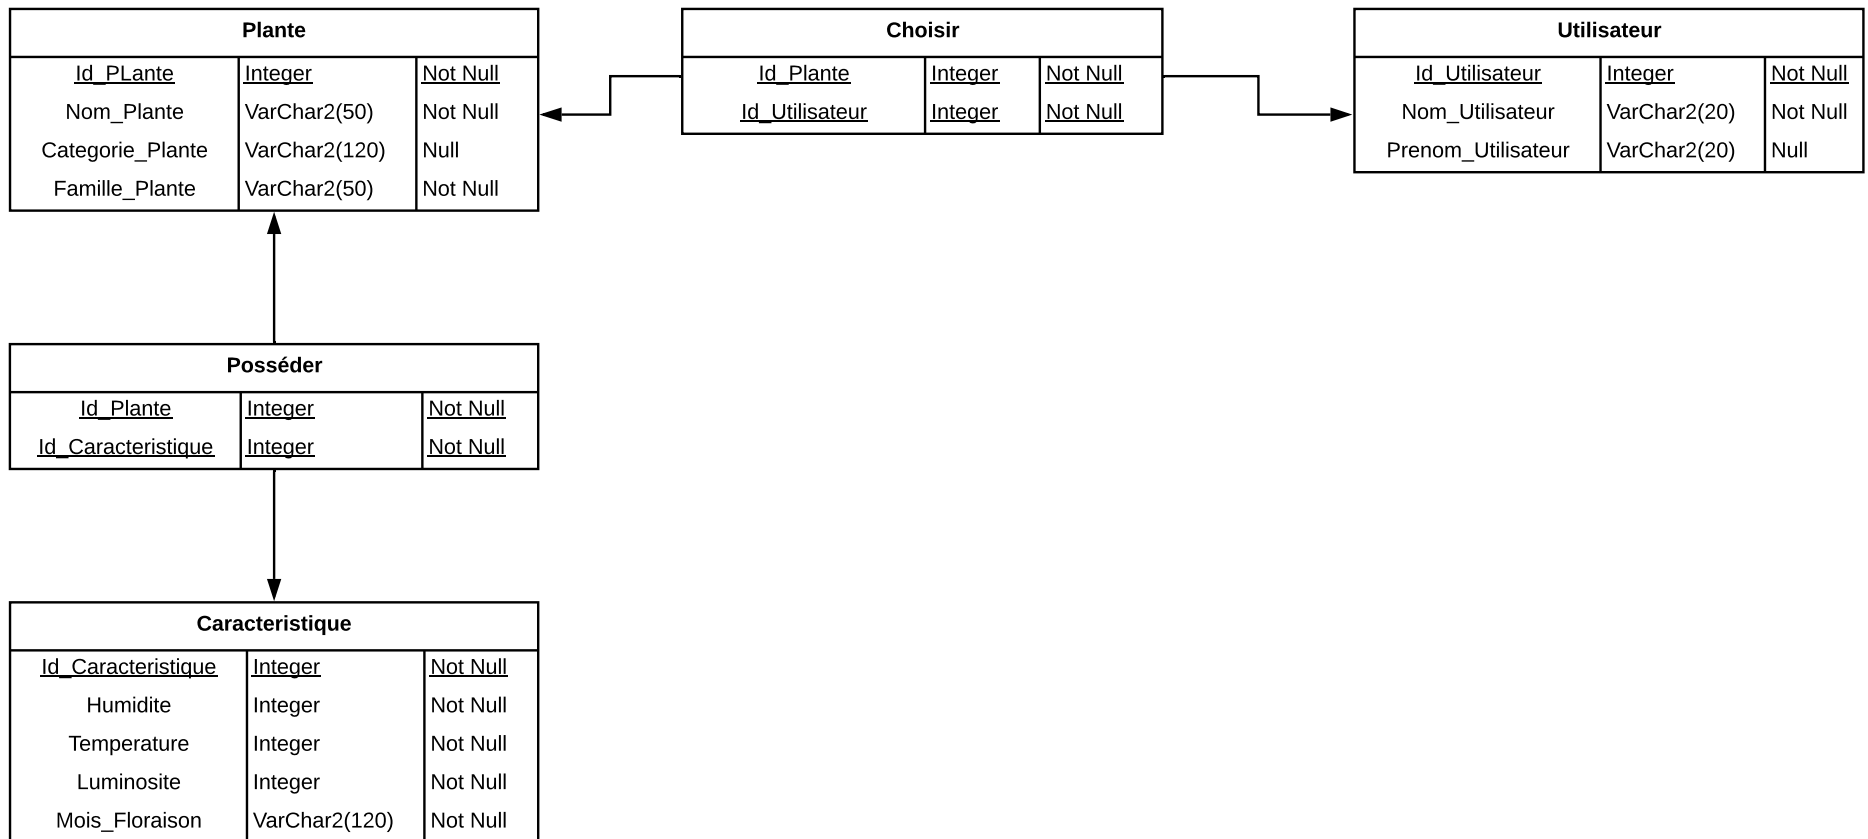 Plante
Id_PLante Integer Not Null
Nom_Plante VarChar2(50) Not Null
Categorie_Plante VarChar2(120) Null
Famille_Plante VarChar2(50) Not Null
Choisir
Id_Plante Integer Not Null
Id_Utilisateur Integer Not Null
Utilisateur
Id_Utilisateur Integer Not Null
Nom_Utilisateur VarChar2(20) Not Null
Prenom_Utilisateur VarChar2(20) Null
Posséder
Id_Plante Integer Not Null
Id_Caracteristique Integer Not Null
Caracteristique
Id_Caracteristique Integer Not Null
Humidite Integer Not Null
Temperature Integer Not Null
Luminosite Integer Not Null
Mois_Floraison VarChar2(120) Not Null